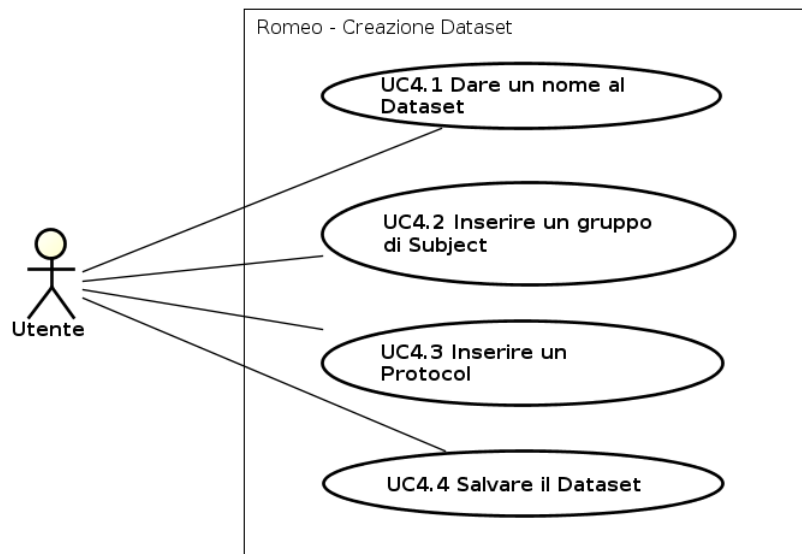 Romeo - Creazione Dataset
UC4.1 Dare un nome al
Dataset
UC4.2 Inserire un gruppo
di Subject
Utente
UC4.3 Inserire un
Protocol
UC4.4 Salvare il Dataset